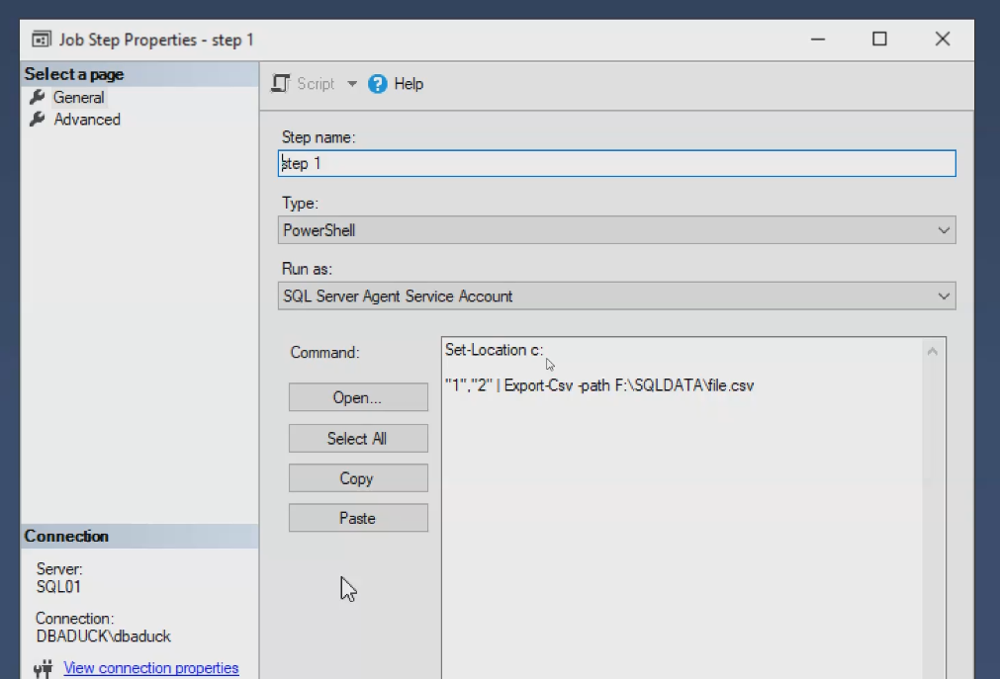 Job Step Properties - step 1
Select a page
General
Advanced
Script
Help
Step name:
step 1
Type:
PowerShell
Run as:
SQL Server Agent Service Account
Command:
Open...
Select All
Copy
Paste
Set-Location c:
"1","2" | Export-Csv -path F:\SQLDATA\file.csv
Connection
Server:
SQL01
Connection:
DBADUCK\dbaduck
View connection properties